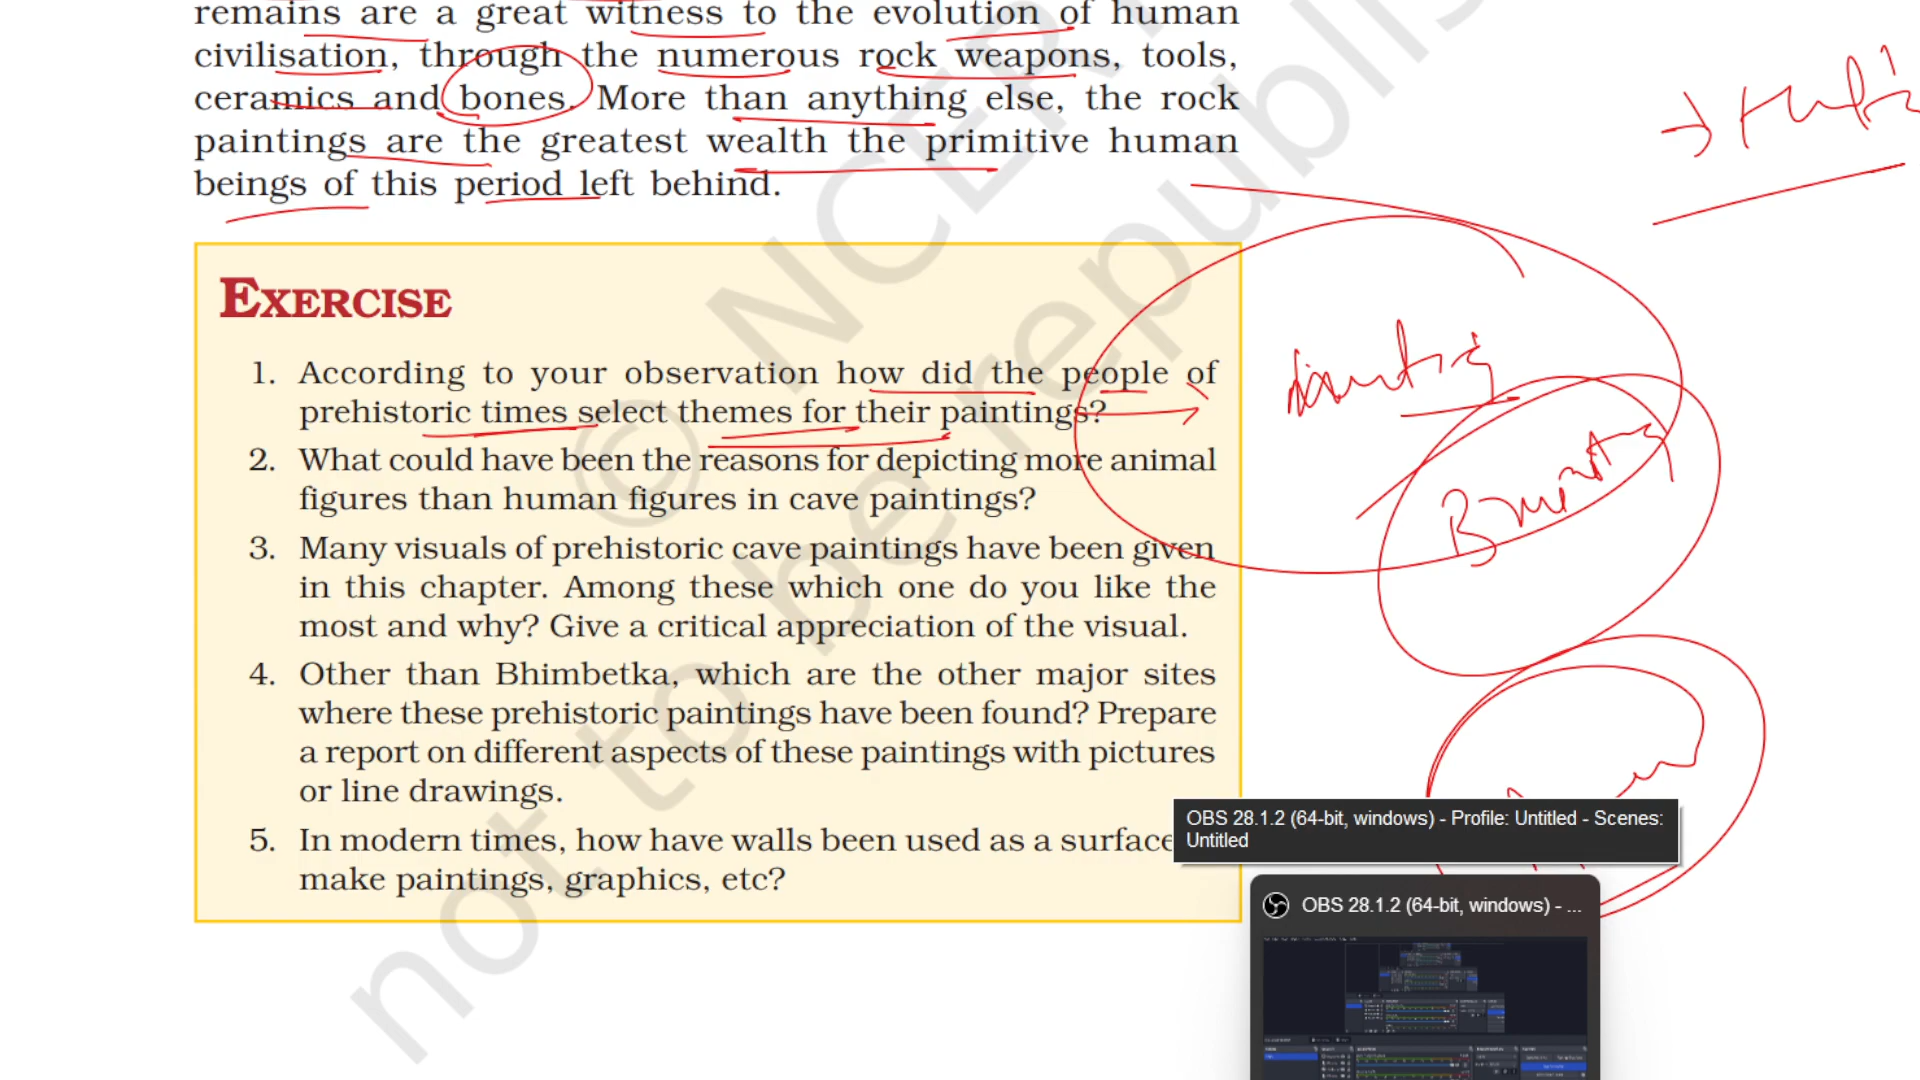 remains are a great witness to the evolution of human
civilisation, through the numerous rock weapons, tools,
ceramics and bones. More than anything else, the rock
paintings are the greatest wealth the primitive human
beings of this period left behind.
EXERCISE
1. According to your observation how did the people of
prehistoric times select themes for their paintings?
2. What could have been the reasons for depicting more animal
figures than human figures in cave paintings?
3. Many visuals of prehistoric cave paintings have been given
in this chapter. Among these which one do you like the
most and why? Give a critical appreciation of the visual.
4. Other than Bhimbetka, which are the other major sites
where these prehistoric paintings have been found? Prepare
a report on different aspects of these paintings with pictures
or line drawings.
5. In modern times, how have walls been used as a surface
make paintings, graphics, etc?
© NCERT
not to be republis
OBS 28.1.2 (64-bit, windows) - Profile: Untitled - Scenes:
Untitled
OBS 28.1.2 (64-bit, windows) - ...